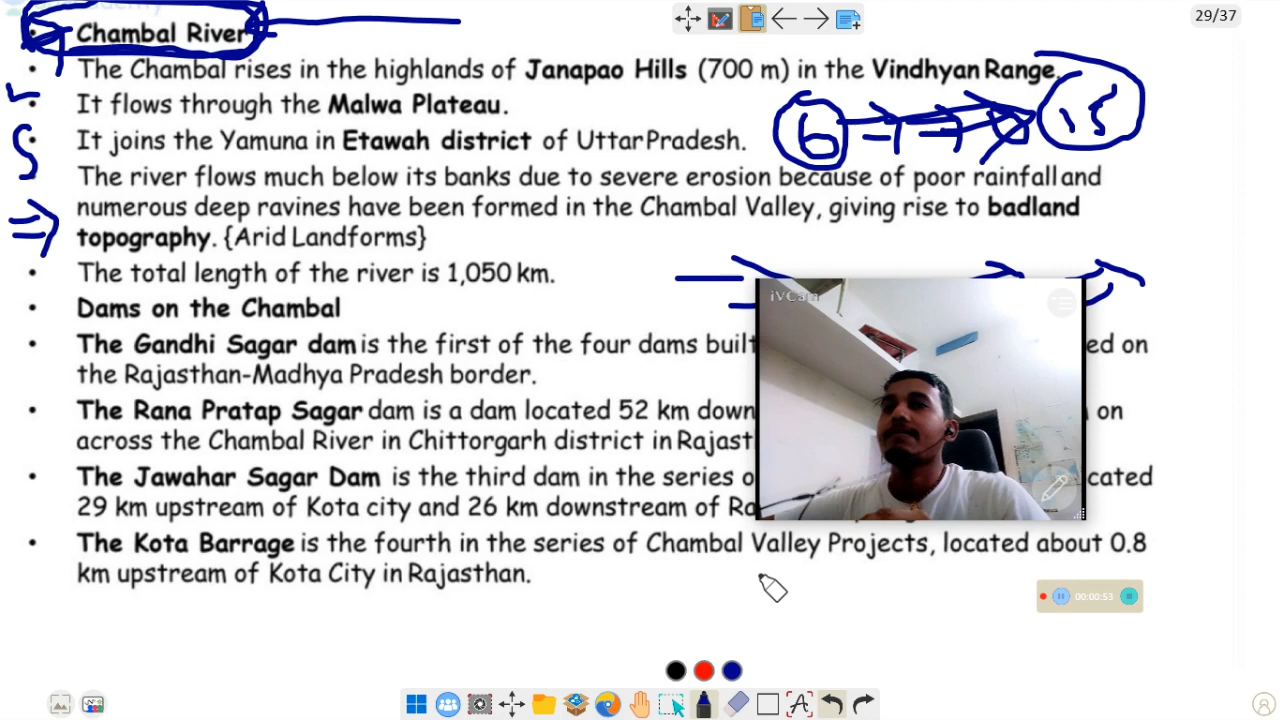 29/37
Chambal River
The Chambal rises in the highlands of Janapao Hills (700 m) in the Vindhyan Range.
It flows through the Malwa Plateau.
It joins the Yamuna in Etawah district of Uttar Pradesh.
6 15
The river flows much below its banks due to severe erosion because of poor rainfall and
numerous deep ravines have been formed in the Chambal Valley, giving rise to badland
topography. {Arid Landforms}
The total length of the river is 1,050 km.
iVCam
Dams on the Chambal
The Gandhi Sagar dam is the first of the four dams built ed on
the Rajasthan-Madhya Pradesh border.
The Rana Pratap Sagar dam is a dam located 52 km down on
across the Chambal River in Chittorgarh district in Rajast
The Jawahar Sagar Dam is the third dam in the series o cated
29 km upstream of Kota city and 26 km downstream of Ra
The Kota Barrage is the fourth in the series of Chambal Valley Projects, located about 0.8
km upstream of Kota City in Rajasthan.
00:00:53